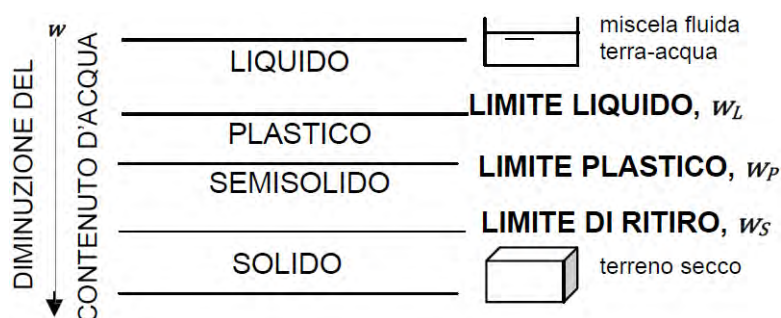 DIMINUZIONE DEL
CONTENUTO D'ACQUA
w
LIQUIDO
miscela fluida
terra-acqua
LIMITE LIQUIDO, wL
PLASTICO
LIMITE PLASTICO, wP
SEMISOLIDO
LIMITE DI RITIRO, wS
SOLIDO
terreno secco